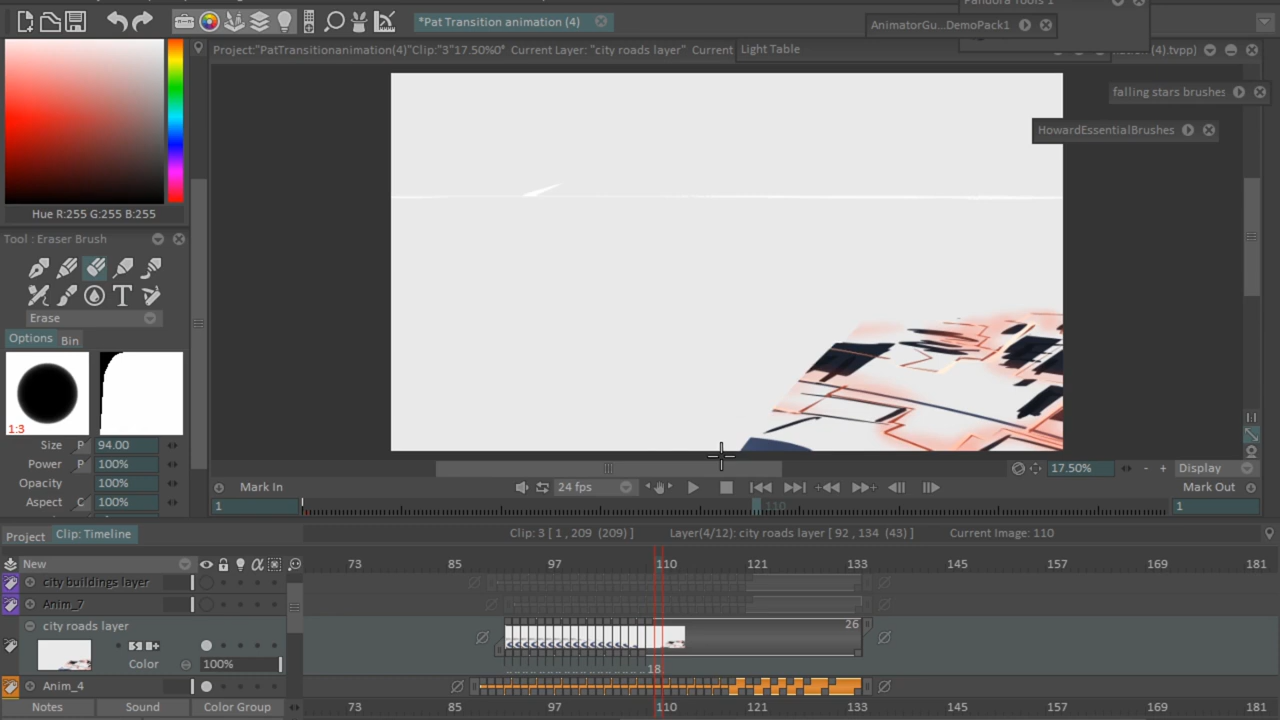 Pandora Tools 1
*Pat Transition animation (4)
AnimatorGu...DemoPack1
Project:"PatTransitionanimation(4)"Clip:"3"17.50%0° Current Layer: "city roads layer" Current
Light Table
(4).tvpp)
falling stars brushes
HowardEssentialBrushes
Hue R:255 G:255 B:255
Tool : Eraser Brush
T
Erase
Options
Bin
1:3
Size P 94.00
Power P 100%
Opacity 100%
Aspect C 100%
17.50%
- +
Display
Mark In
24 fps
Mark Out
1
110
1
Project
Clip: Timeline
Clip: 3 [ 1 , 209 (209) ]
Layer(4/12): city roads layer [ 92 , 134 (43) ]
Current Image: 110
New
73 85 97 110 121 133 145 157 169 181
city buildings layer
Anim_7
city roads layer
26
Color 100%
18
Anim_4
Notes
Sound
Color Group
73 85 97 110 121 133 145 157 169 181